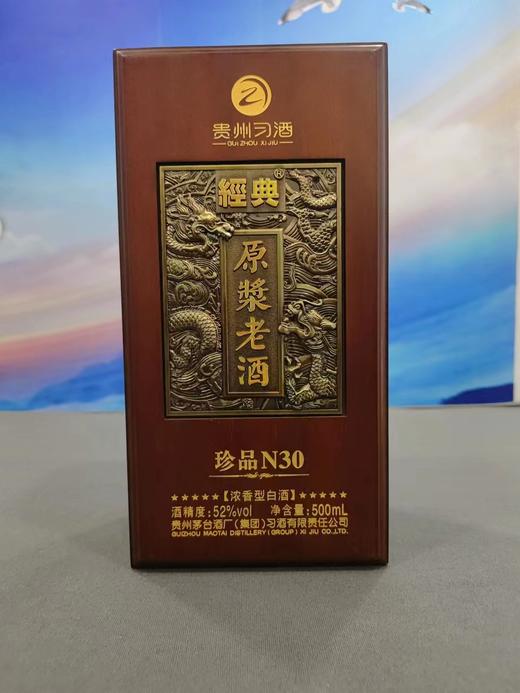 贵州习酒
GUI ZHOU XI JIU
經典®
原漿老酒
珍品N30
★★★★★【浓香型白酒】★★★★★
酒精度:52%vol 净含量:500mL
贵州茅台酒厂(集团)习酒有限责任公司
GUIZHOU MAOTAI DISTILLERY (GROUP) XI JIU CO.,LTD.